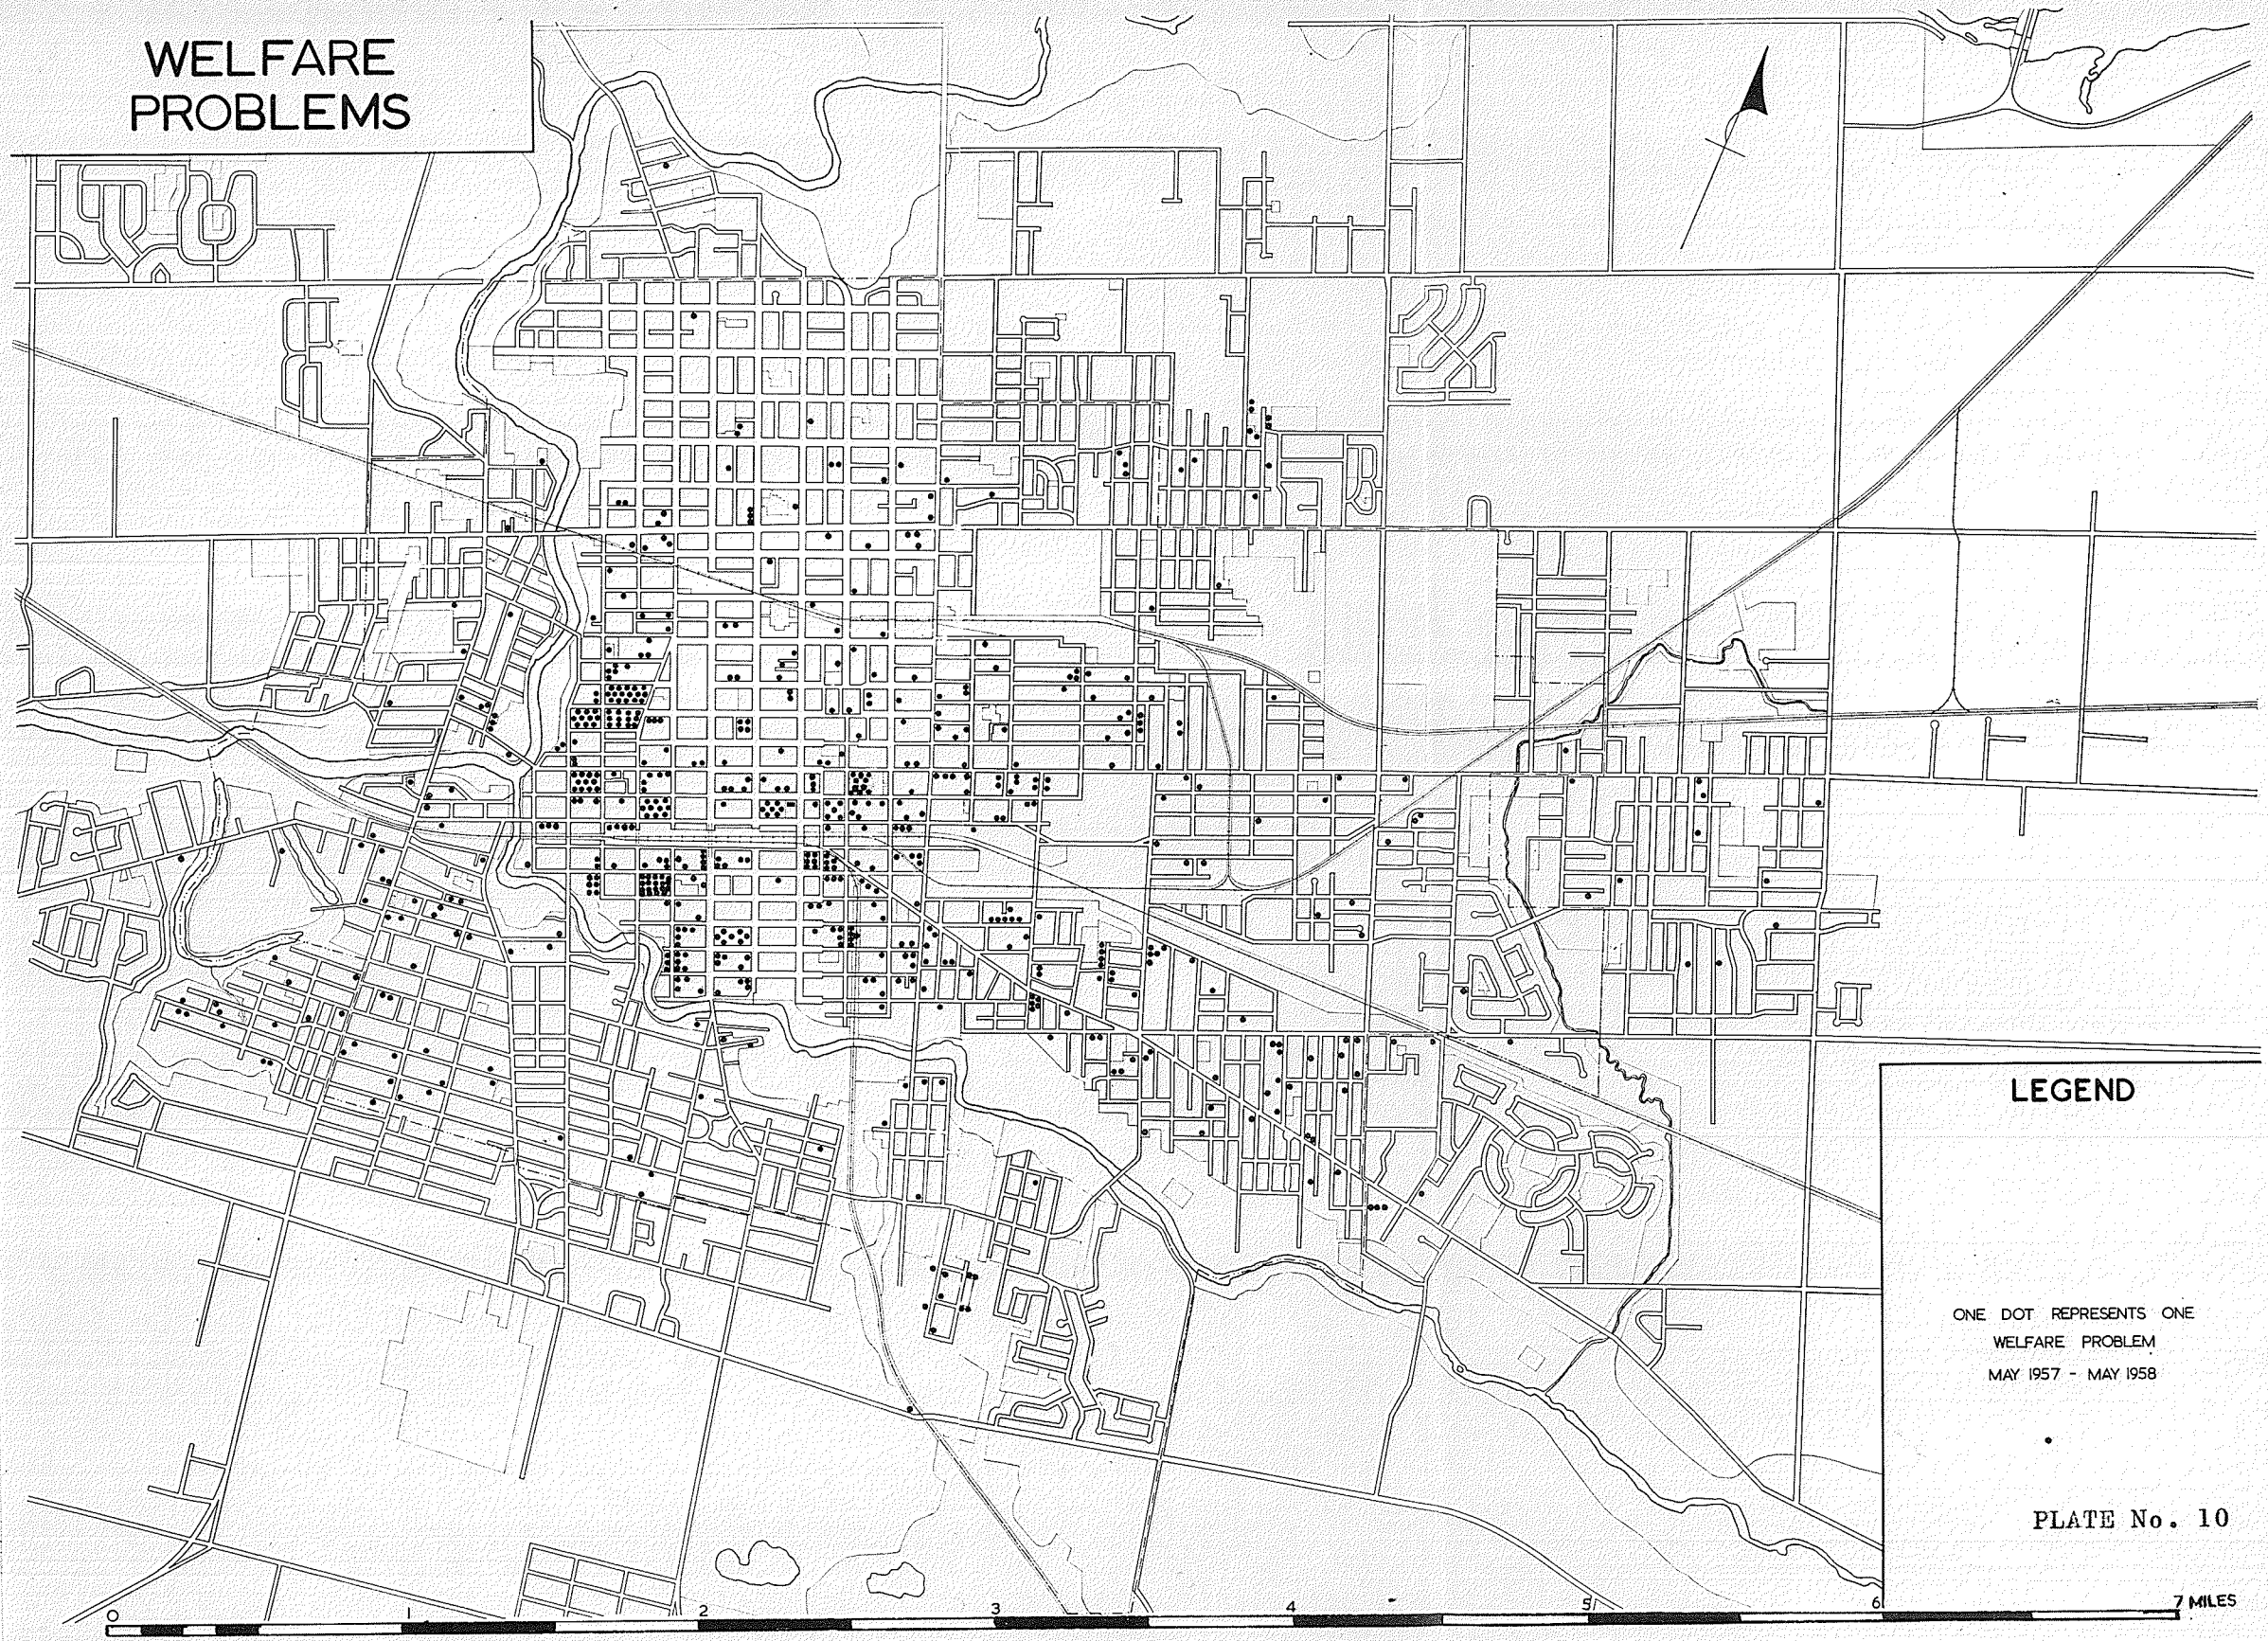 WELFARE
PROBLEMS
LEGEND
ONE DOT REPRESENTS ONE
WELFARE PROBLEM
MAY 1957 - MAY 1958
PLATE No. 10
0 1 2 3 4 5 6 7 MILES